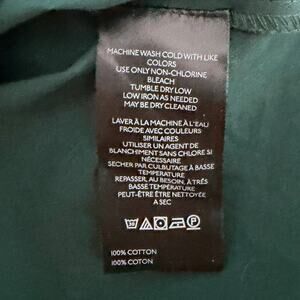 MACHINE WASH COLD WITH LIKE
COLORS
USE ONLY NON-CHLORINE
BLEACH
TUMBLE DRY LOW
LOW IRON AS NEEDED
MAY BE DRY CLEANED
LAVER À LA MACHINE À L'EAU
FROIDE AVEC COULEURS
SIMILAIRES
UTILISER UN AGENT DE
BLANCHIMENT SANS CHLORE SI
NÉCESSAIRE
SECHER PAR CULBUTAGE À BASSE
TEMPERATURE
REPASSER, AU BESOIN, À TRÈS
BASSE TEMPÉRATURE
PEUT-ÊTRE ÊTRE NETTOYÉE
A SEC
30 P
100% COTTON
100% COTON